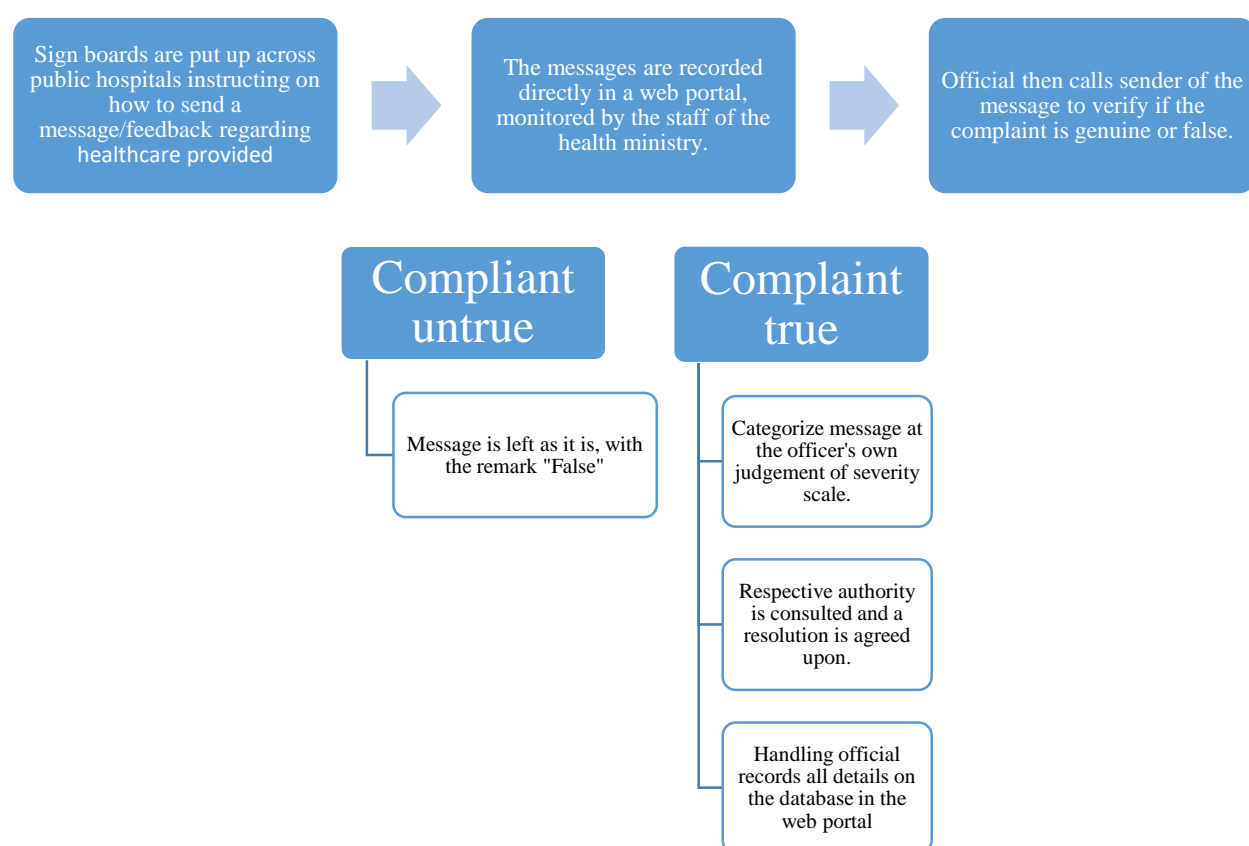 Sign boards are put up across
public hospitals instructing on
how to send a
message/feedback regarding
healthcare provided
The messages are recorded
directly in a web portal,
monitored by the staff of the
health ministry.
Official then calls sender of the
message to verify if the
complaint is genuine or false.
Compliant
untrue
Message is left as it is, with
the remark "False"
Complaint
true
Categorize message at
the officer's own
judgement of severity
scale.
Respective authority
is consulted and a
resolution is agreed
upon.
Handling official
records all details on
the database in the
web portal